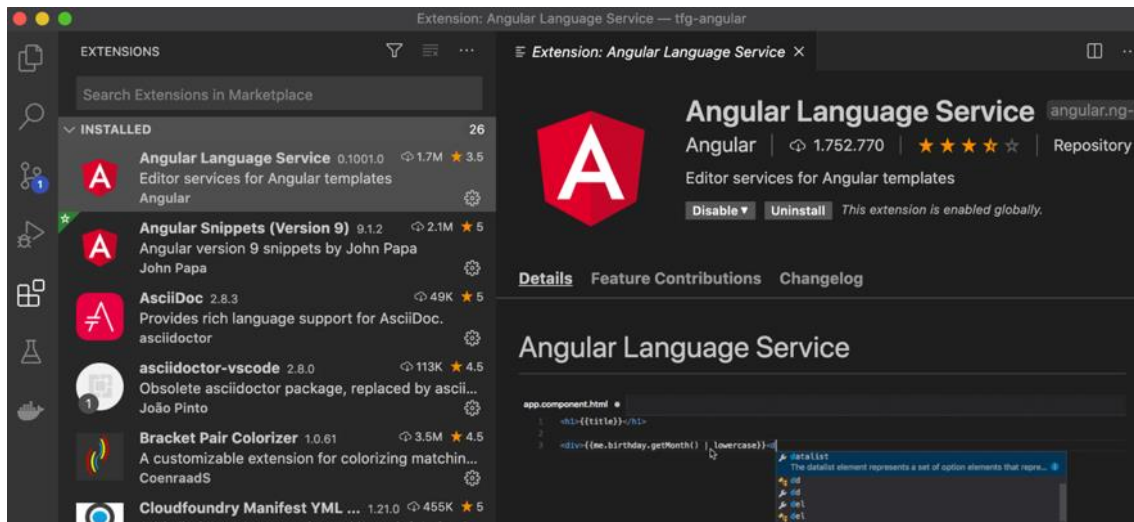 Extension: Angular Language Service — tfg-angular
EXTENSIONS
Search Extensions in Marketplace
INSTALLED 26
Angular Language Service 0.1001.0 1.7M 3.5
Editor services for Angular templates
Angular
Angular Snippets (Version 9) 9.1.2 2.1M 5
Angular version 9 snippets by John Papa
John Papa
AsciiDoc 2.8.3 49K 5
Provides rich language support for AsciiDoc.
asciidoctor
asciidoctor-vscode 2.8.0 113K 4.5
Obsolete asciidoctor package, replaced by ascii...
João Pinto
1
Bracket Pair Colorizer 1.0.61 3.5M 4.5
A customizable extension for colorizing matchin...
CoenraadS
Cloudfoundry Manifest YML ... 1.21.0 455K 5
1
Extension: Angular Language Service
Angular Language Service angular.ng-
Angular 1.752.770 Repository
Editor services for Angular templates
Disable Uninstall This extension is enabled globally.
Details Feature Contributions Changelog
Angular Language Service
app.component.html
1 <h1>{{title}}</h1>
2
3 <div>{{me.birthday.getMonth() | lowercase}}<d
datalist
The datalist element represents a set of option elements that repre...
dd
dd
del
del